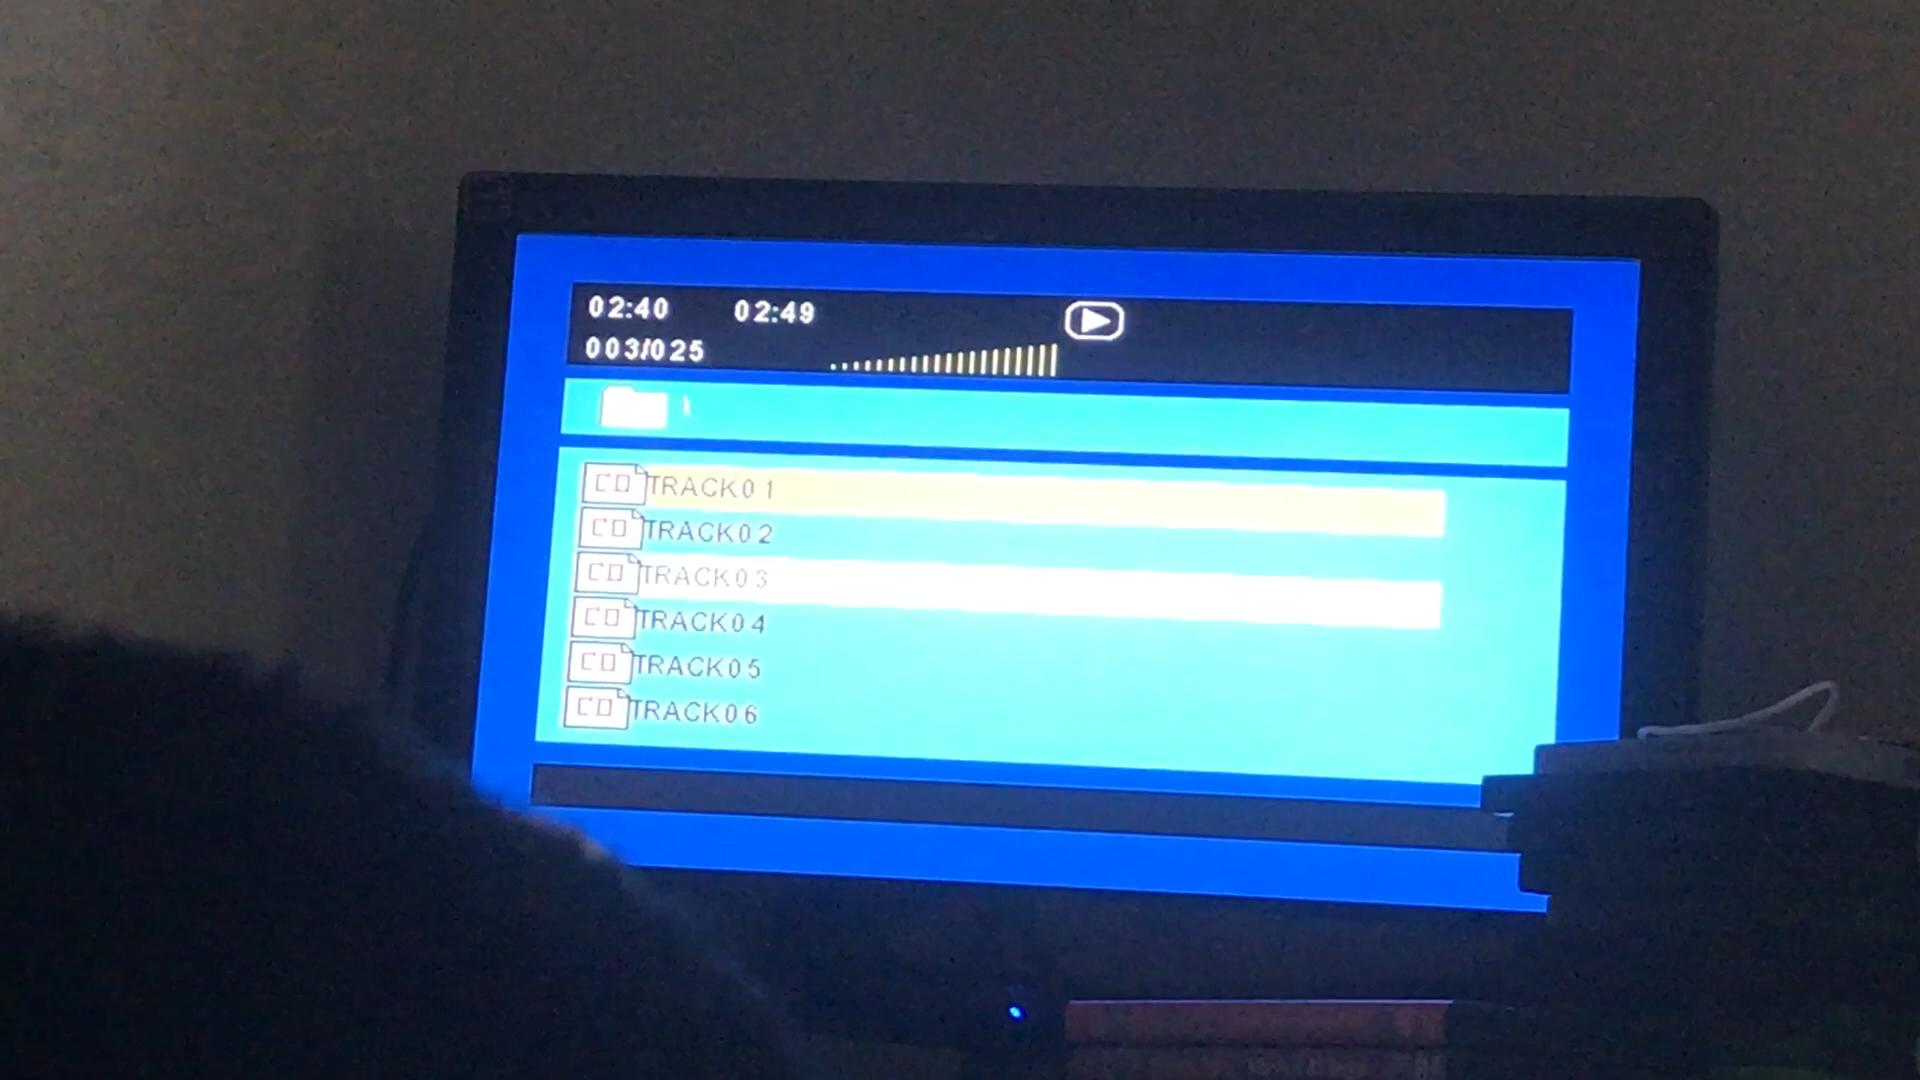 02:40 02:49
003/025
\
CD TRACK01
CD TRACK02
CD TRACK03
CD TRACK04
CD TRACK05
CD TRACK06